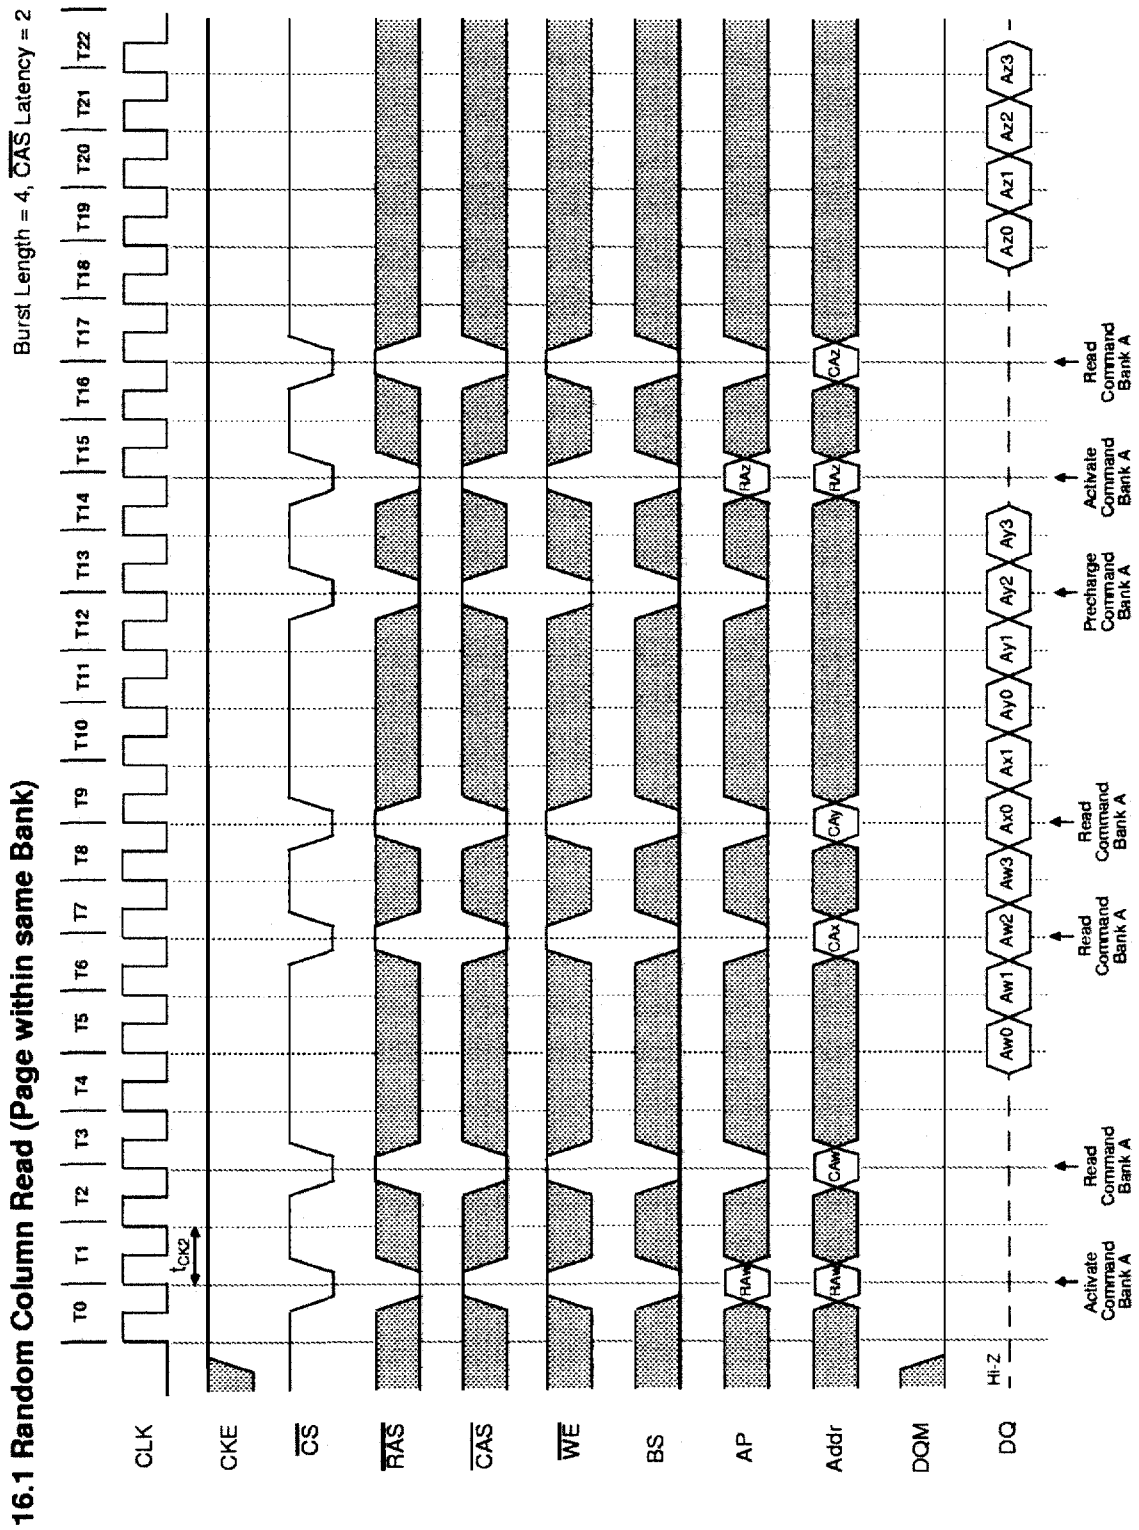 16.1 Random Column Read (Page within same Bank)
Burst Length = 4, CAS Latency = 2
T0 T1 T2 T3 T4 T5 T6 T7 T8 T9 T10 T11 T12 T13 T14 T15 T16 T17 T18 T19 T20 T21 T22
CLK
tCK2
CKE
CS
RAS
CAS
WE
BS
AP
RAw RAz
Addr
RAw CAw CAx CAy RAz CAz
DQM
DQ
Hi-Z
Aw0 Aw1 Aw2 Aw3 Ax0 Ax1 Ay0 Ay1 Ay2 Ay3 Az0 Az1 Az2 Az3
Activate
Command
Bank A
Read
Command
Bank A
Read
Command
Bank A
Read
Command
Bank A
Precharge
Command
Bank A
Activate
Command
Bank A
Read
Command
Bank A